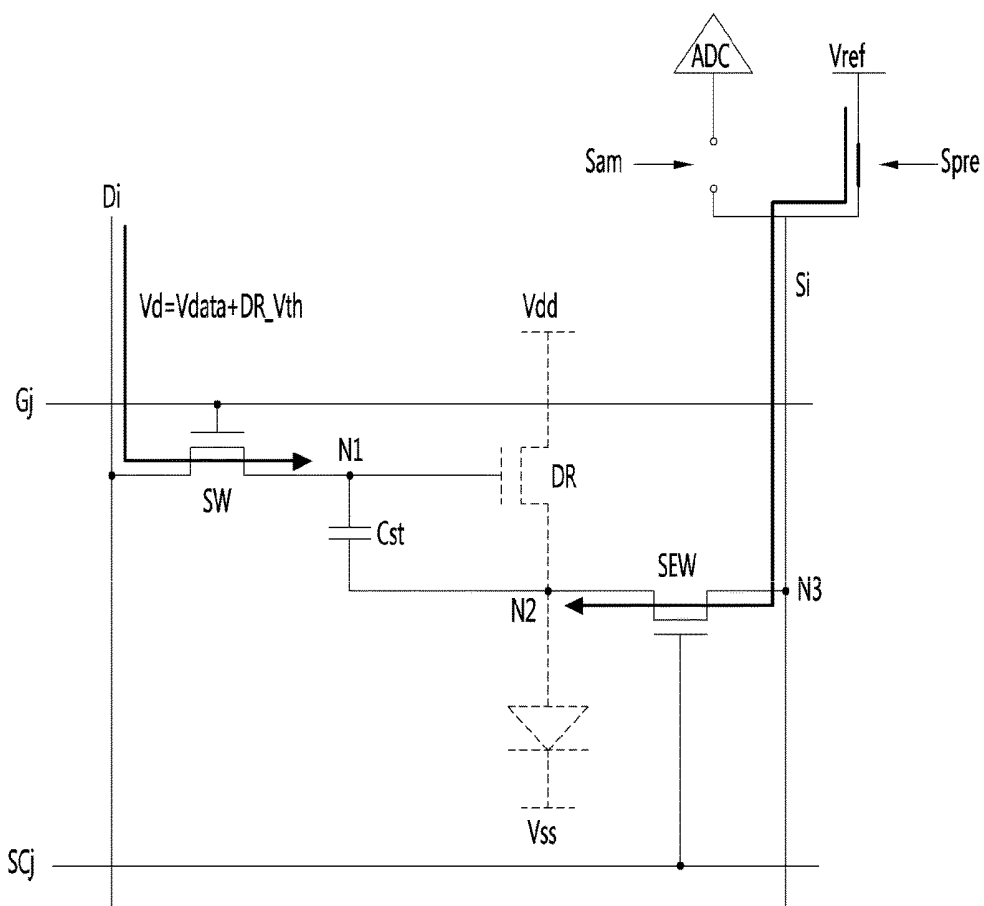 ADC
Vref
Sam
Spre
Di
Si
Vd=Vdata+DR_Vth
Vdd
Gj
N1
DR
SW
Cst
SEW
N2
N3
Vss
SCj